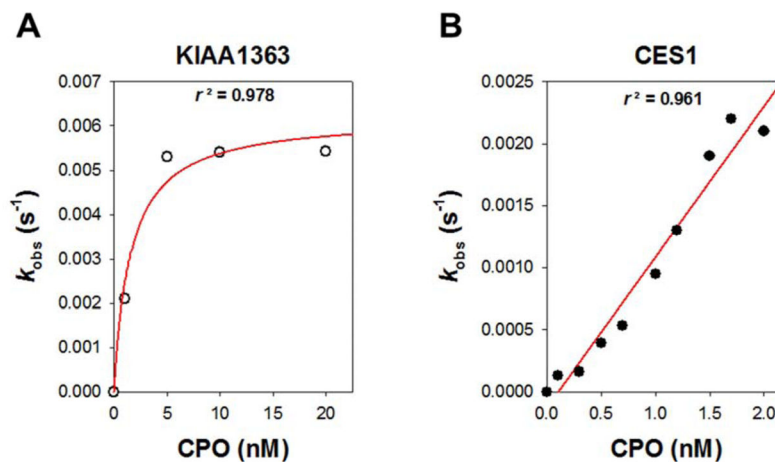 A
KIAA1363
r² = 0.978
0.007
0.006
0.005
0.004
0.003
0.002
0.001
0.000
k_obs (s⁻¹)
0
5
10
15
20
CPO (nM)
B
CES1
r² = 0.961
0.0025
0.0020
0.0015
0.0010
0.0005
0.0000
k_obs (s⁻¹)
0.0
0.5
1.0
1.5
2.0
CPO (nM)